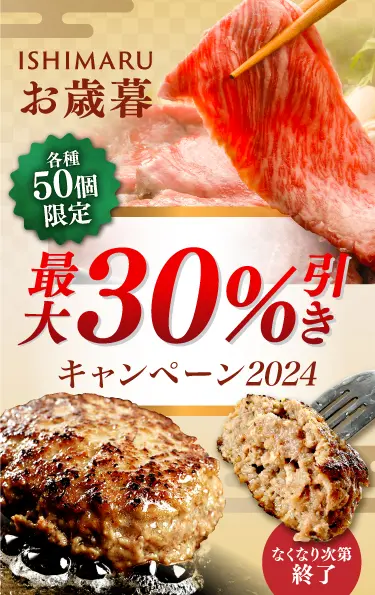 ISHIMARU
お歳暮
各種
50個
限定
最大30%引き
キャンペーン2024
なくなり次第
終了